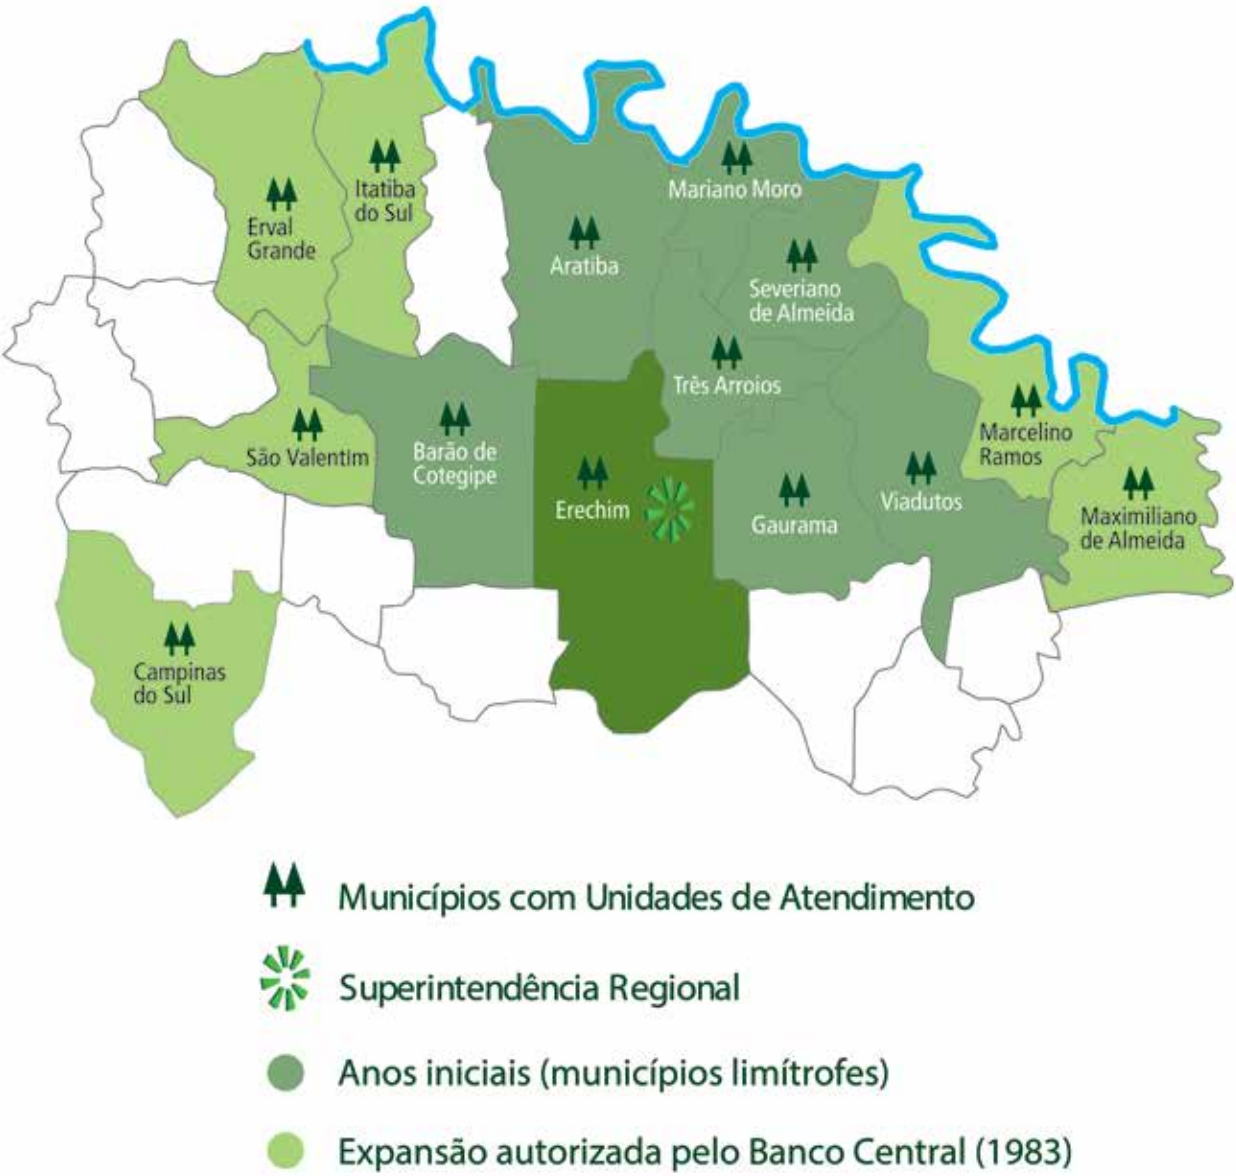 Mariano Moro
Itatiba
do Sul
Erval
Grande
Aratiba
Severiano
de Almeida
Três Arroios
Marcelino
Ramos
São Valentim
Barão de
Cotegipe
Erechim
Gaurama
Viadutos
Maximiliano
de Almeida
Campinas
do Sul
Municípios com Unidades de Atendimento
Superintendência Regional
Anos iniciais (municípios limítrofes)
Expansão autorizada pelo Banco Central (1983)